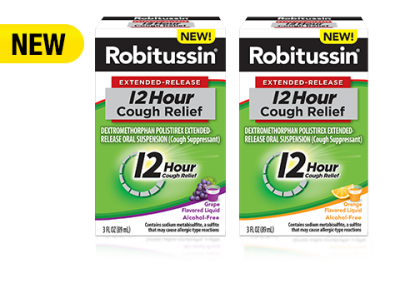 NEW
NEW!
Robitussin®
EXTENDED-RELEASE
12 Hour
Cough Relief
DEXTROMETHORPHAN POLISTIREX EXTENDED-
RELEASE ORAL SUSPENSION (Cough Suppressant)
12 Hour
Cough Relief
Grape
Flavored Liquid
Alcohol-Free
3 FL OZ (89 mL)
Contains sodium metabisulfite, a sulfite
that may cause allergic-type reactions
NEW!
Robitussin®
EXTENDED-RELEASE
12 Hour
Cough Relief
DEXTROMETHORPHAN POLISTIREX EXTENDED-
RELEASE ORAL SUSPENSION (Cough Suppressant)
12 Hour
Cough Relief
Orange
Flavored Liquid
Alcohol-Free
3 FL OZ (89 mL)
Contains sodium metabisulfite, a sulfite
that may cause allergic-type reactions